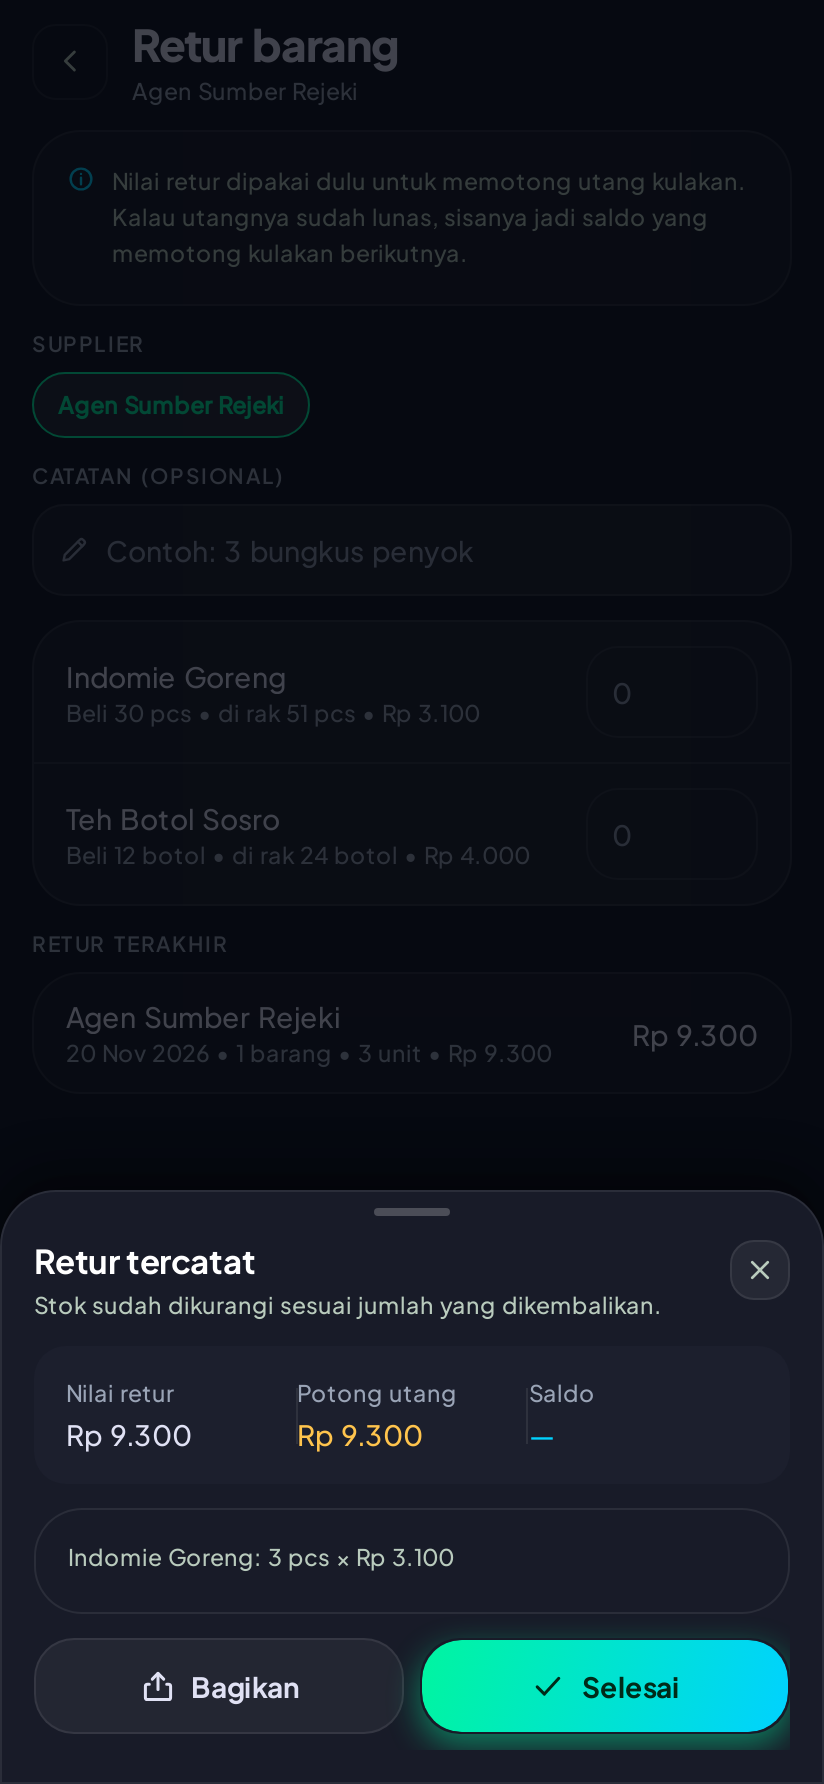 Retur barang
Agen Sumber Rejeki
Nilai retur dipakai dulu untuk memotong utang kulakan.
Kalau utangnya sudah lunas, sisanya jadi saldo yang
memotong kulakan berikutnya.
SUPPLIER
Agen Sumber Rejeki
CATATAN (OPSIONAL)
Contoh: 3 bungkus penyok
Indomie Goreng
Beli 30 pcs • di rak 51 pcs • Rp 3.100
0
Teh Botol Sosro
Beli 12 botol • di rak 24 botol • Rp 4.000
0
RETUR TERAKHIR
Agen Sumber Rejeki
20 Nov 2026 • 1 barang • 3 unit • Rp 9.300
Rp 9.300
Retur tercatat
Stok sudah dikurangi sesuai jumlah yang dikembalikan.
Nilai retur
Rp 9.300
Potong utang
Rp 9.300
Saldo
—
Indomie Goreng: 3 pcs × Rp 3.100
Bagikan
Selesai